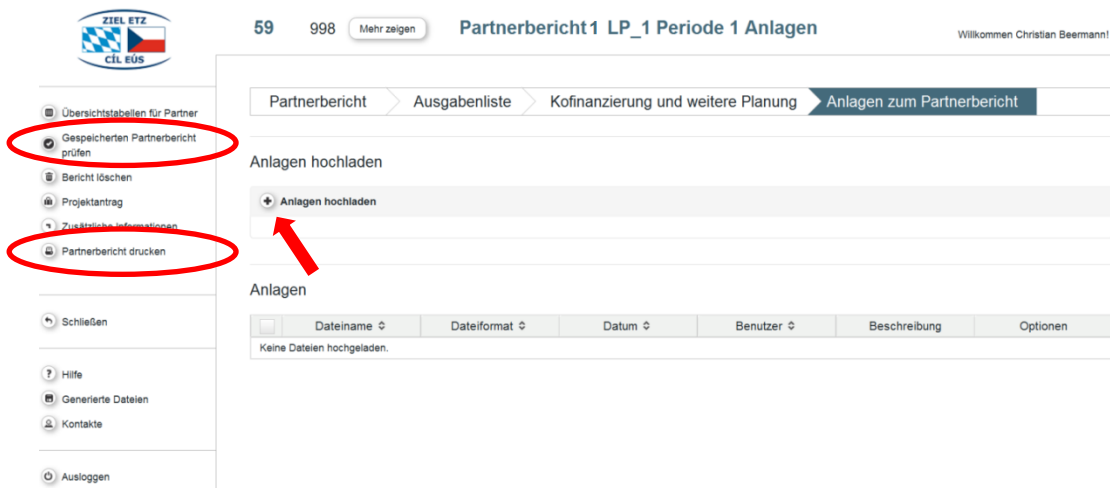 ZIEL ETZ
CÍL EÚS
59 998 Mehr zeigen Partnerbericht 1 LP_1 Periode 1 Anlagen
Willkommen Christian Beermann!
Übersichtstabellen für Partner
Gespeicherten Partnerbericht
prüfen
Bericht löschen
Projektantrag
Zusätzliche Informationen
Partnerbericht drucken
Schließen
? Hilfe
Generierte Dateien
Kontakte
Ausloggen
Partnerbericht Ausgabenliste Kofinanzierung und weitere Planung Anlagen zum Partnerbericht
Anlagen hochladen
Anlagen hochladen
Anlagen
Dateiname Dateiformat Datum Benutzer Beschreibung Optionen
Keine Dateien hochgeladen.